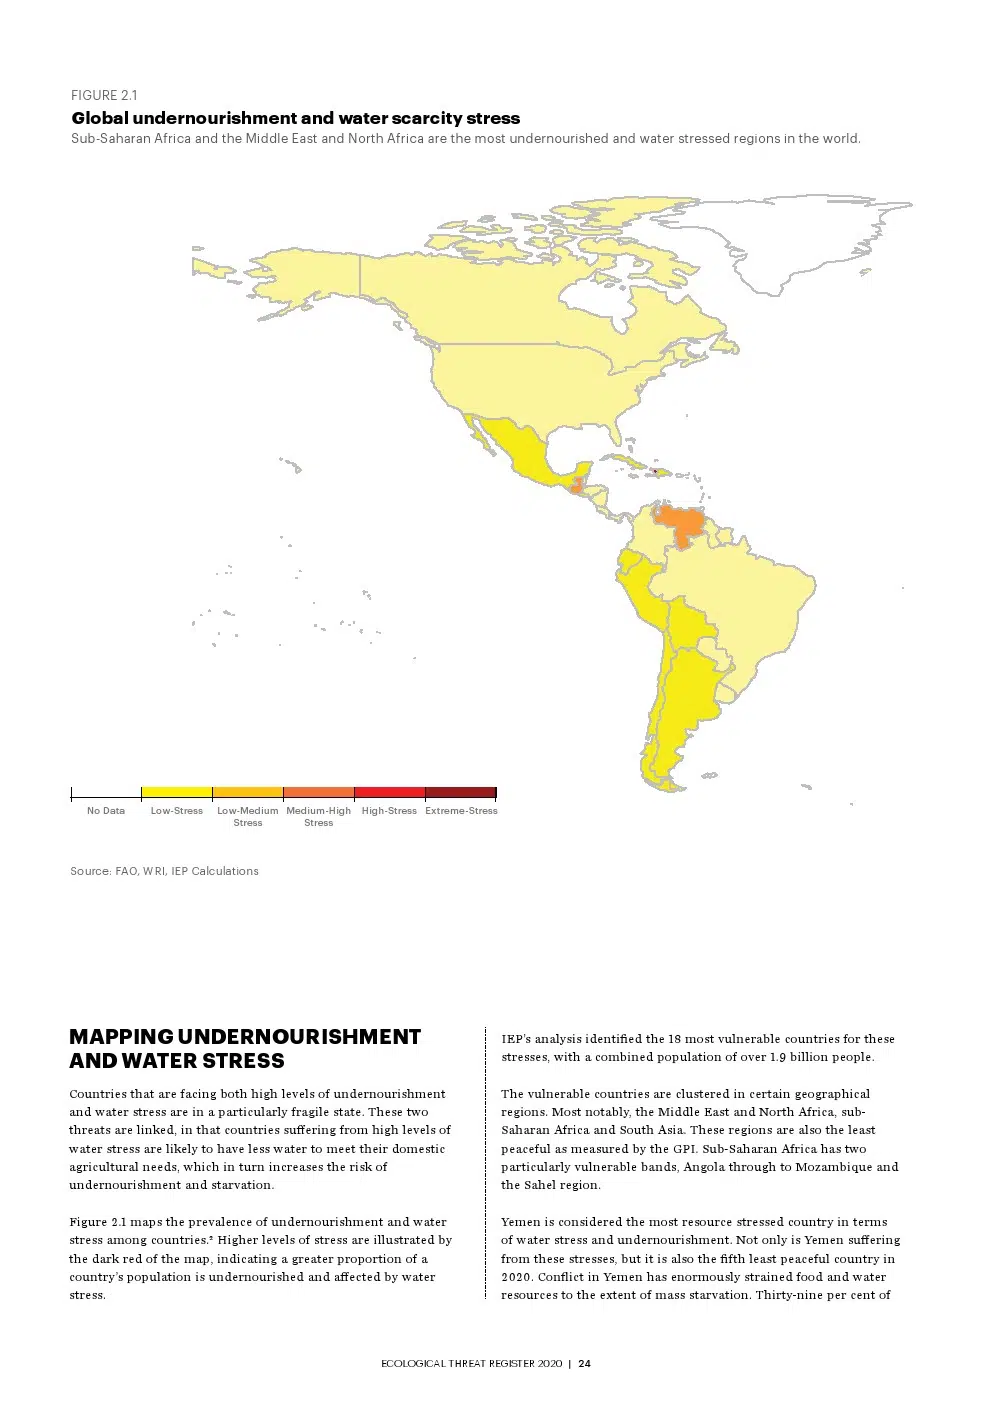 FIGURE 2.1
Global undernourishment and water scarcity stress
Sub-Saharan Africa and the Middle East and North Africa are the most undernourished and water stressed regions in the world.
No Data
Low-Stress
Low-Medium
Stress
Medium-High
Stress
High-Stress
Extreme-Stress
Source: FAO, WRI, IEP Calculations
MAPPING UNDERNOURISHMENT
AND WATER STRESS
Countries that are facing both high levels of undernourishment
and water stress are in a particularly fragile state. These two
threats are linked, in that countries suffering from high levels of
water stress are likely to have less water to meet their domestic
agricultural needs, which in turn increases the risk of
undernourishment and starvation.
Figure 2.1 maps the prevalence of undernourishment and water
stress among countries.² Higher levels of stress are illustrated by
the dark red of the map, indicating a greater proportion of a
country's population is undernourished and affected by water
stress.
IEP's analysis identified the 18 most vulnerable countries for these
stresses, with a combined population of over 1.9 billion people.
The vulnerable countries are clustered in certain geographical
regions. Most notably, the Middle East and North Africa, sub-
Saharan Africa and South Asia. These regions are also the least
peaceful as measured by the GPI. Sub-Saharan Africa has two
particularly vulnerable bands, Angola through to Mozambique and
the Sahel region.
Yemen is considered the most resource stressed country in terms
of water stress and undernourishment. Not only is Yemen suffering
from these stresses, but it is also the fifth least peaceful country in
2020. Conflict in Yemen has enormously strained food and water
resources to the extent of mass starvation. Thirty-nine per cent of
ECOLOGICAL THREAT REGISTER 2020 | 24